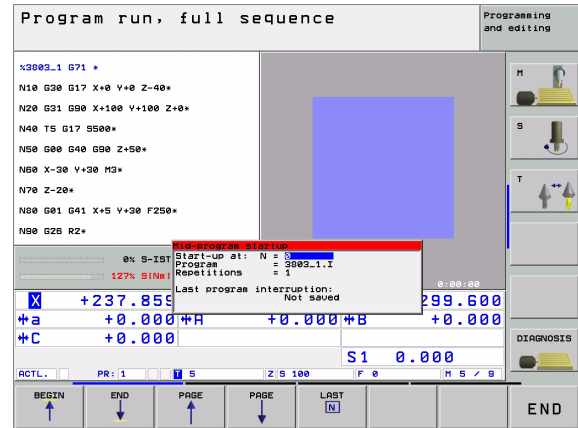 Program run, full sequence
Programming
and editing
%3803_1 G71 *
N10 G30 G17 X+0 Y+0 Z-40*
N20 G31 G90 X+100 Y+100 Z+0*
N40 T5 G17 S500*
N50 G00 G40 G90 Z+50*
N60 X-30 Y+30 M3*
N70 Z-20*
N80 G01 G41 X+5 Y+30 F250*
N90 G26 R2*
M
S
T
DIAGNOSIS
0% S-IST
127% S[Nm]
0:00:00
Mid-program startup
Start-up at: N = 0
Program = 3803_1.I
Repetitions = 1
Last program interruption:
Not saved
X +237.859
299.600
a +0.000 A +0.000 B +0.000
C +0.000
S1 0.000
ACTL. PR: 1 T 5 Z S 100 F 0 M 5 / 9
BEGIN END PAGE PAGE LAST
N
END